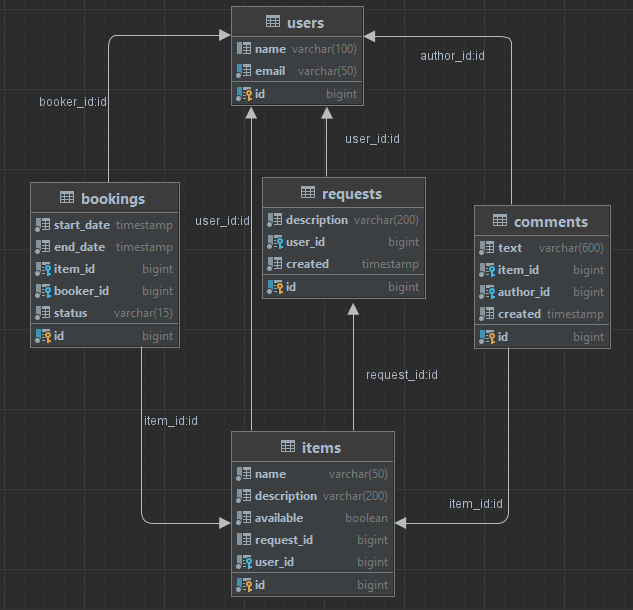 users
name varchar(100)
email varchar(50)
id bigint
author_id:id
booker_id:id
user_id:id
bookings
start_date timestamp
end_date timestamp
item_id bigint
booker_id bigint
status varchar(15)
id bigint
user_id:id
requests
description varchar(200)
user_id bigint
created timestamp
id bigint
comments
text varchar(600)
item_id bigint
author_id bigint
created timestamp
id bigint
request_id:id
item_id:id
items
name varchar(50)
description varchar(200)
available boolean
request_id bigint
user_id bigint
id bigint
item_id:id